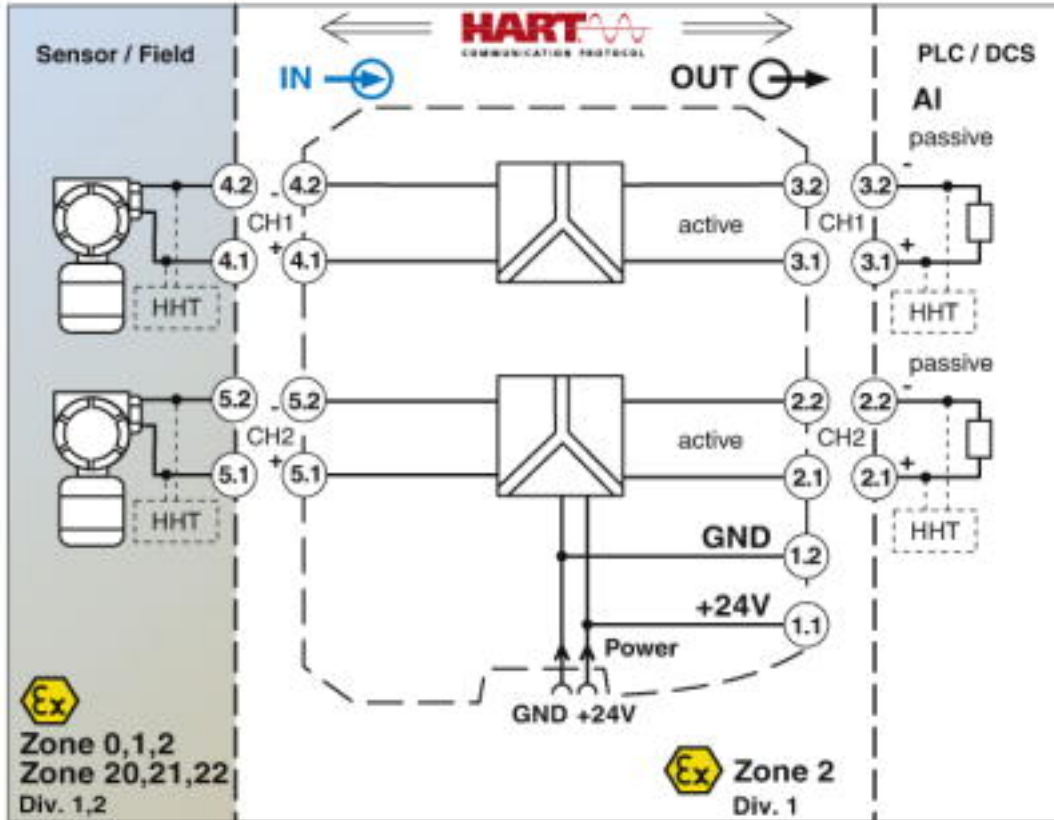 HART
COMMUNICATION PROTOCOL
Sensor / Field
PLC / DCS
IN
OUT
AI
passive
4.2
-
4.2
3.2
3.2
-
CH1
active
CH1
4.1
+
4.1
3.1
3.1
+
HHT
HHT
passive
5.2
-
5.2
2.2
2.2
-
CH2
active
CH2
5.1
+
5.1
2.1
2.1
+
HHT
HHT
GND
1.2
+24V
1.1
Power
GND +24V
Ex
Zone 0,1,2
Zone 20,21,22
Div. 1,2
Ex
Zone 2
Div. 1